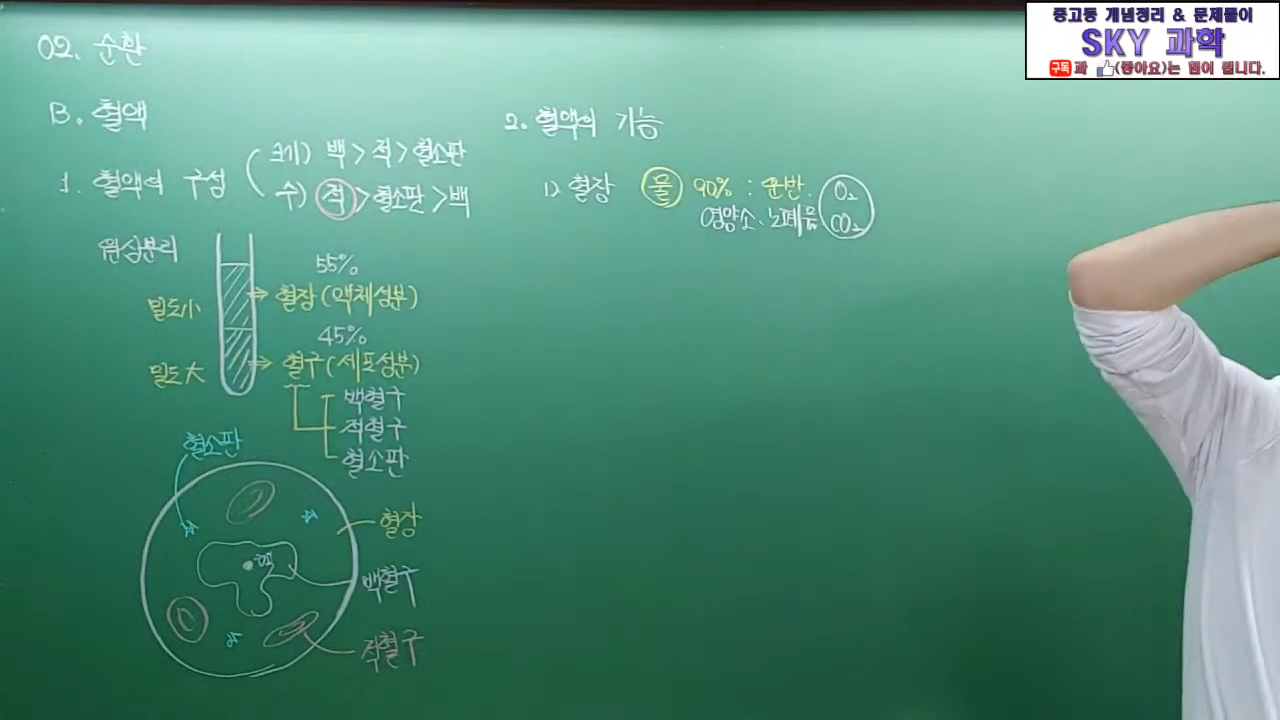 중고등 개념정리 & 문제풀이
SKY 과학
구독과 (좋아요)는 힘이 됩니다.
02. 순환
B. 혈액
1. 혈액의 구성
크기) 백 > 적 > 혈소판
수) 적 > 혈소판 > 백
원심분리
55%
밀도小 → 혈장 (액체성분)
45%
밀도大 → 혈구 (세포성분)
백혈구
적혈구
혈소판
혈소판
혈장
핵
백혈구
적혈구
2. 혈액의 기능
1) 혈장 물 90% : 운반.
영양소. 노폐물
O₂
CO₂